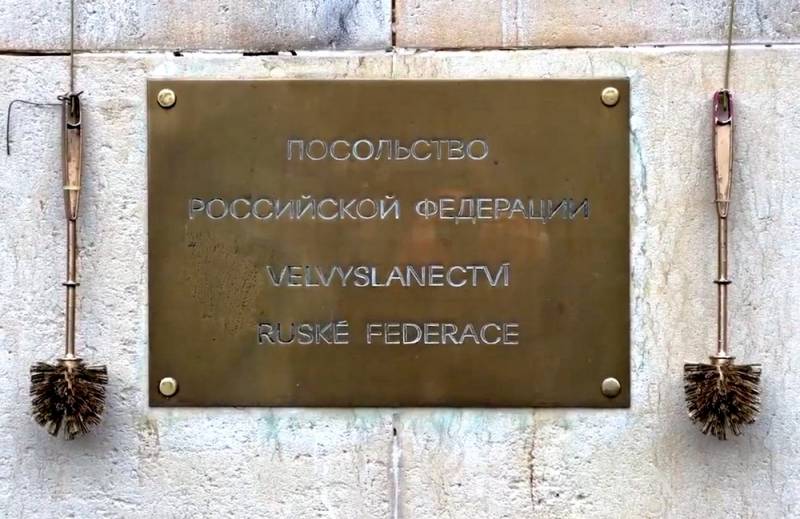 ПОСОЛЬСТВО
РОССИЙСКОЙ ФЕДЕРАЦИИ
VELVYSLANECTVÍ
RUSKÉ FEDERACE